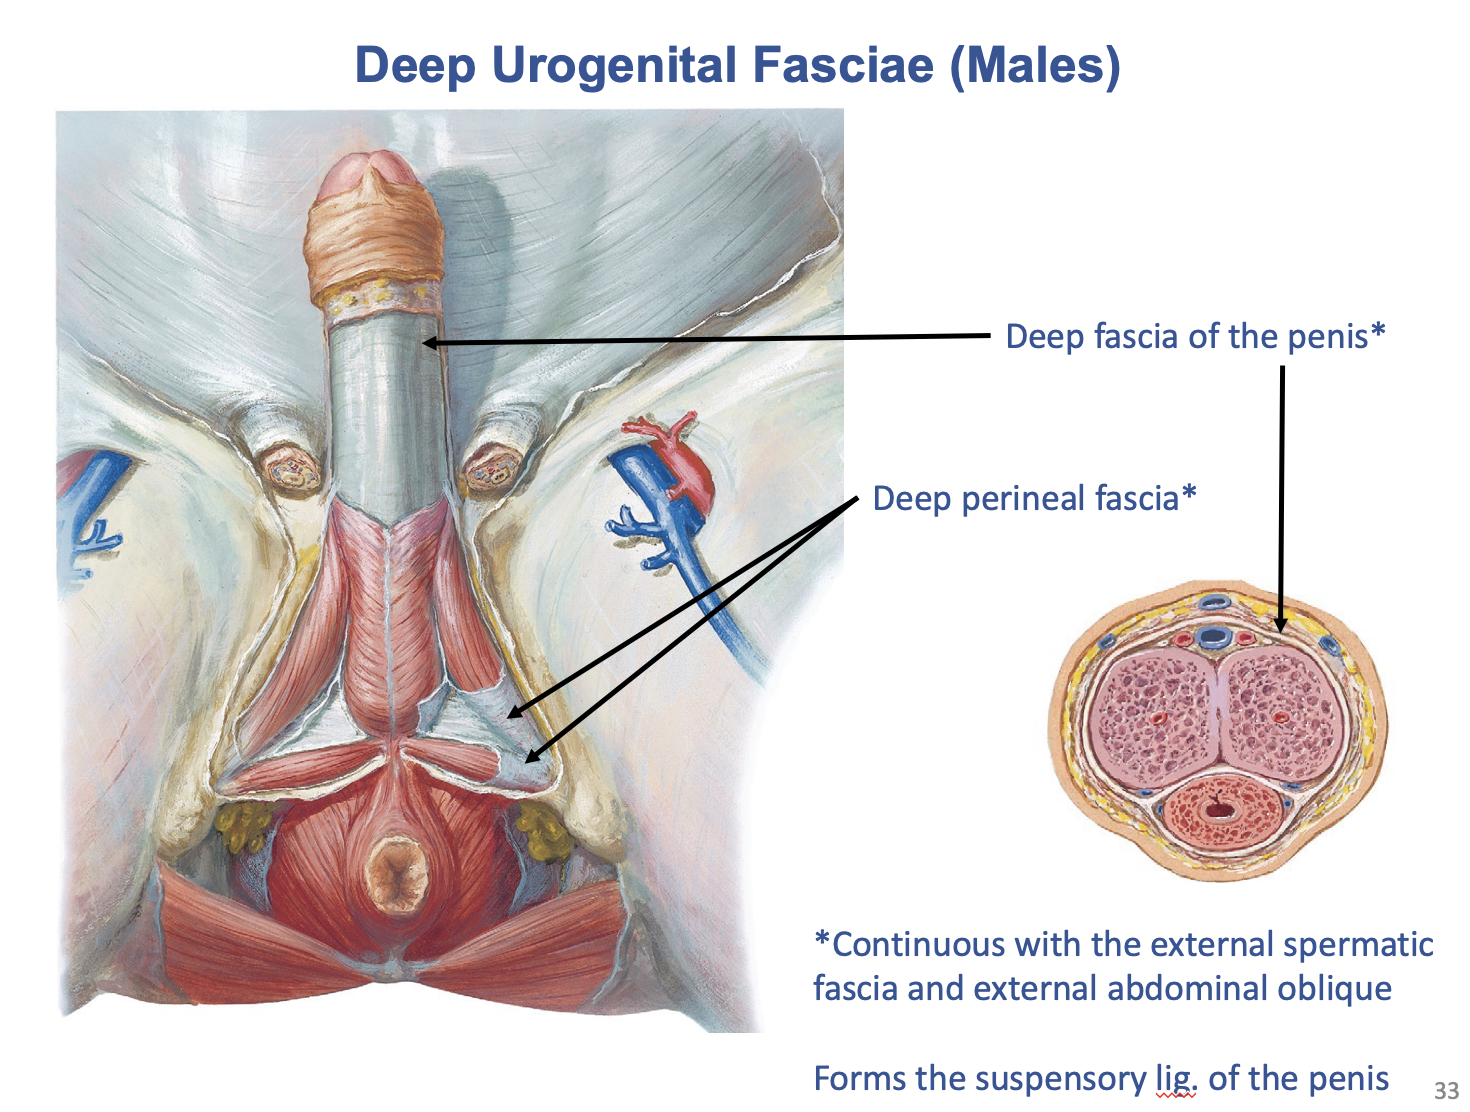 Deep Urogenital Fasciae (Males)
Deep fascia of the penis*
Deep perineal fascia*
*Continuous with the external spermatic
fascia and external abdominal oblique
Forms the suspensory lig. of the penis
33